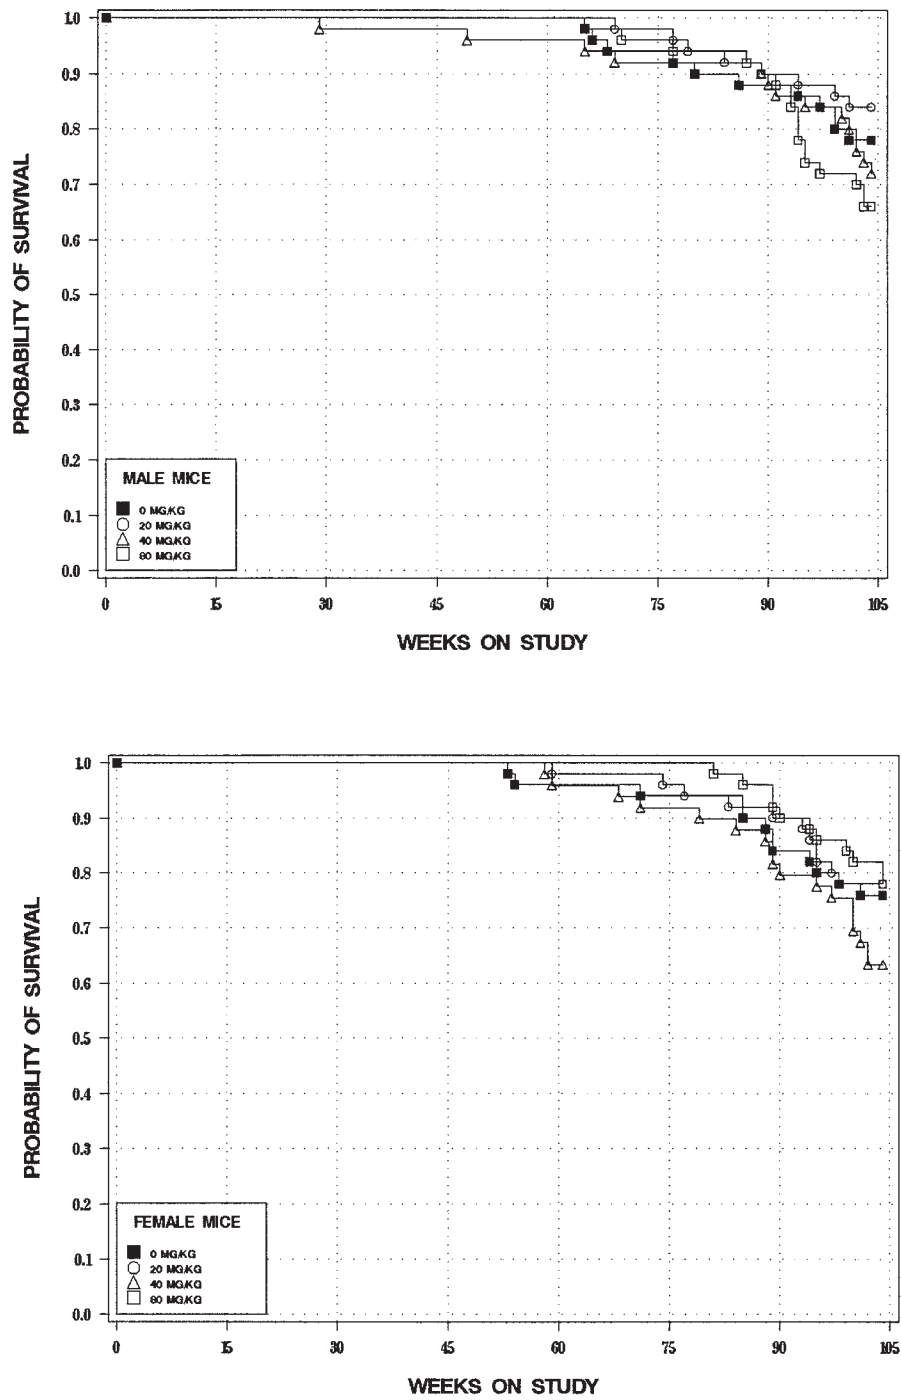 1.0
0.9
0.8
0.7
0.6
0.5
0.4
0.3
0.2
0.1
0.0
PROBABILITY OF SURVIVAL
MALE MICE
0 MG/KG
20 MG/KG
40 MG/KG
80 MG/KG
0 15 30 45 60 75 90 105
WEEKS ON STUDY
1.0
0.9
0.8
0.7
0.6
0.5
0.4
0.3
0.2
0.1
0.0
PROBABILITY OF SURVIVAL
FEMALE MICE
0 MG/KG
20 MG/KG
40 MG/KG
80 MG/KG
0 15 30 45 60 75 90 105
WEEKS ON STUDY